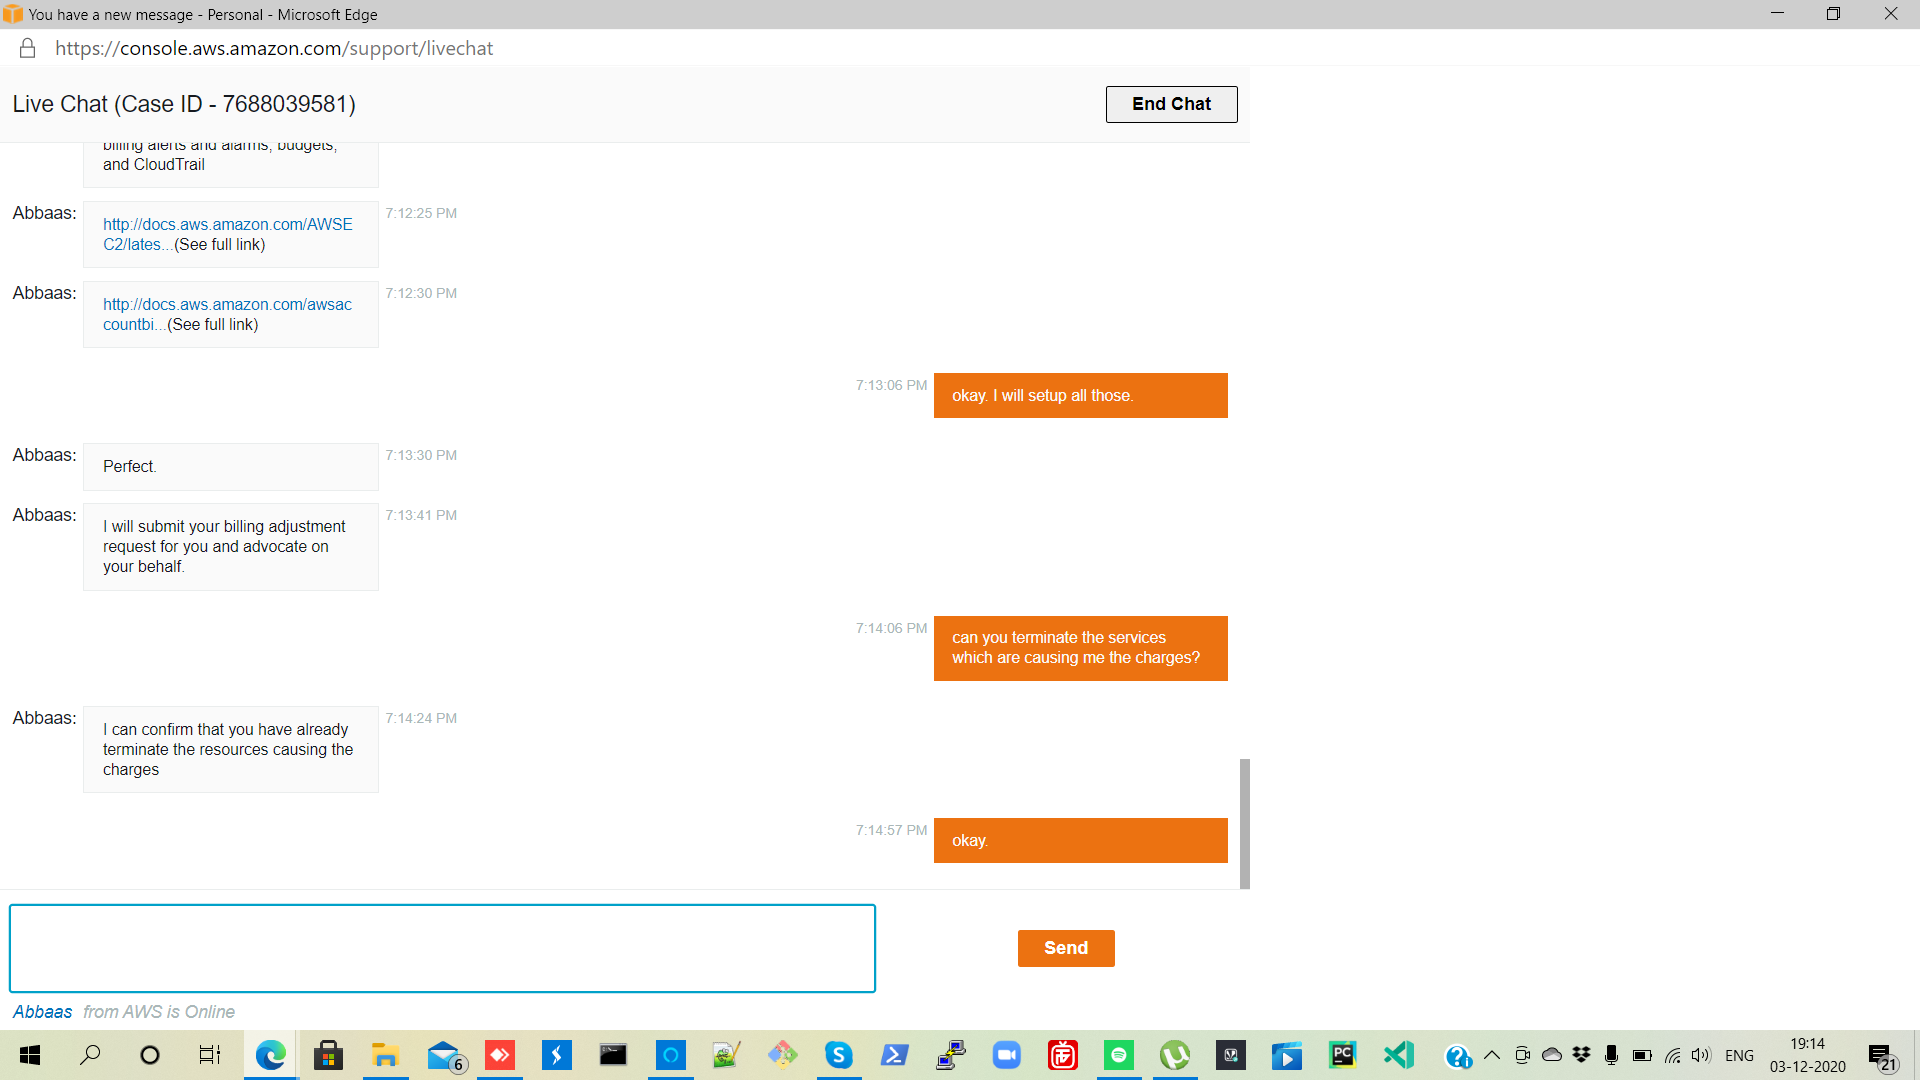 You have a new message - Personal - Microsoft Edge
https://console.aws.amazon.com/support/livechat
Live Chat (Case ID - 7688039581)
End Chat
billing alerts and alarms, budgets,
and CloudTrail
Abbaas:
http://docs.aws.amazon.com/AWSE
C2/lates...(See full link)
7:12:25 PM
Abbaas:
http://docs.aws.amazon.com/awsac
countbi...(See full link)
7:12:30 PM
7:13:06 PM
okay. I will setup all those.
Abbaas:
Perfect.
7:13:30 PM
Abbaas:
I will submit your billing adjustment
request for you and advocate on
your behalf.
7:13:41 PM
7:14:06 PM
can you terminate the services
which are causing me the charges?
Abbaas:
I can confirm that you have already
terminate the resources causing the
charges
7:14:24 PM
7:14:57 PM
okay.
Send
Abbaas from AWS is Online
6
PC
ENG
19:14
03-12-2020
21